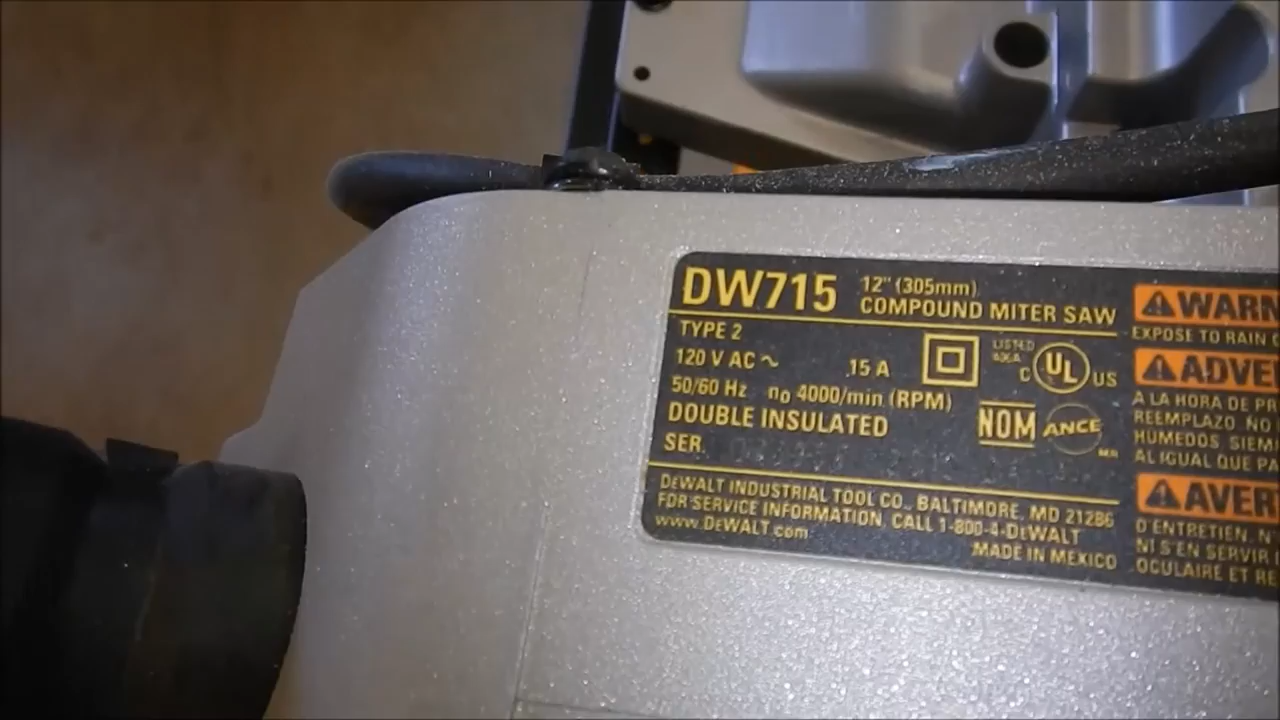 DW715 12" (305mm)
COMPOUND MITER SAW
TYPE 2
120 V AC ~ 15 A
50/60 Hz no 4000/min (RPM)
DOUBLE INSULATED
SER.
LISTED
C UL US
NOM ANCE
DEWALT INDUSTRIAL TOOL CO., BALTIMORE, MD 21286
FOR SERVICE INFORMATION, CALL 1-800-4-DEWALT
www.DEWALT.com
MADE IN MEXICO
WARN
EXPOSE TO RAIN
ADVE
A LA HORA DE PR
REEMPLAZO. NO
HÚMEDOS. SIEM
AL IGUAL QUE PA
AVER
D'ENTRETIEN, N'
NI S'EN SERVIR
OCULAIRE ET RE